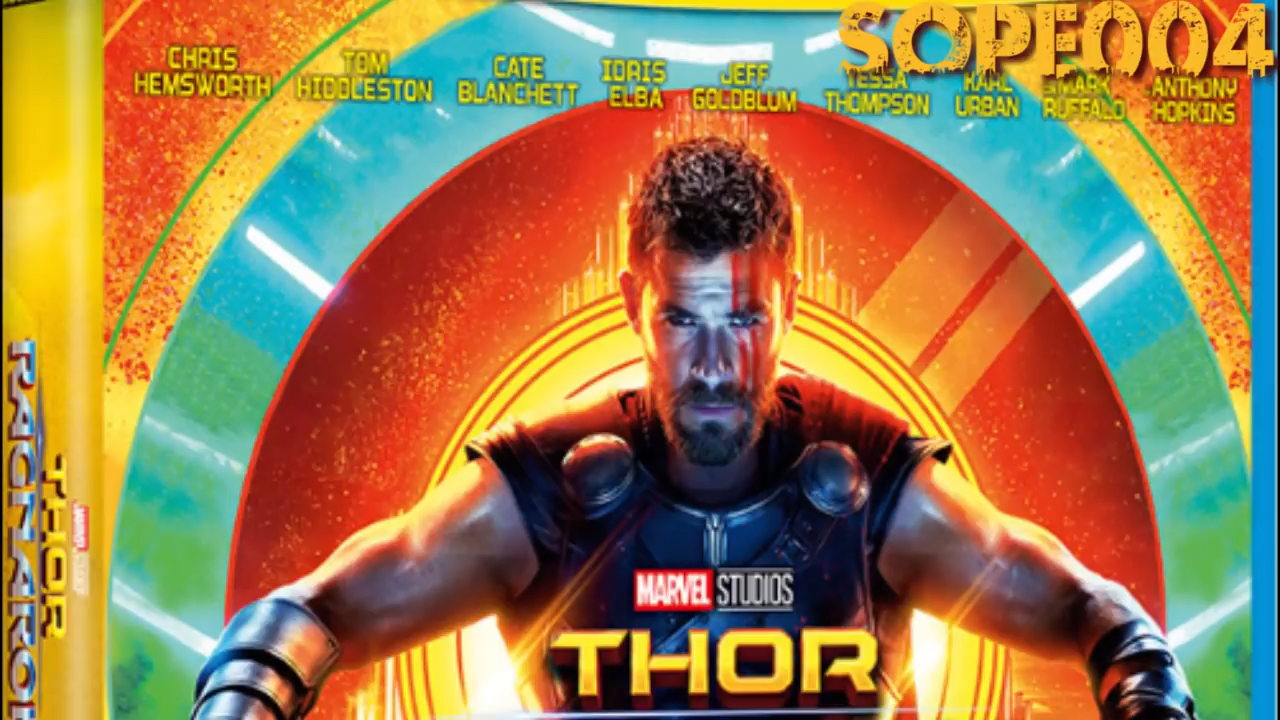 SOPE004
CHRIS
HEMSWORTH
TOM
HIDDLESTON
CATE
BLANCHETT
IDRIS
ELBA
JEFF
GOLDBLUM
TESSA
THOMPSON
KARL
URBAN
MARK
RUFFALO
ANTHONY
HOPKINS
MARVEL STUDIOS
THOR
THOR
RAGNAROK